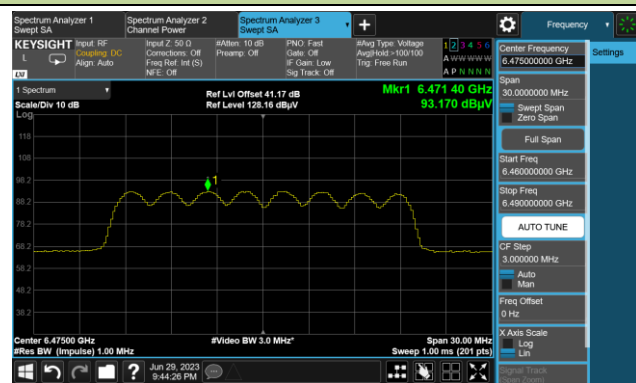 Spectrum Analyzer 1
Swept SA
Spectrum Analyzer 2
Channel Power
Spectrum Analyzer 3
Swept SA
Frequency
KEYSIGHT
L
LXI
Input: RF
Coupling: DC
Align: Auto
Input Z: 50 Ω
Corrections: Off
Freq Ref: Int (S)
NFE: Off
#Atten: 10 dB
Preamp: Off
PNO: Fast
Gate: Off
IF Gain: Low
Sig Track: Off
#Avg Type: Voltage
Avg|Hold:>100/100
Trig: Free Run
1 2 3 4 5 6
A W W W W W
A P N N N N
1 Spectrum
Scale/Div 10 dB
Ref Lvl Offset 41.17 dB
Ref Level 128.16 dBµV
Mkr1 6.471 40 GHz
93.170 dBµV
Log
118
108
98.2
88.2
78.2
68.2
58.2
48.2
38.2
1
Center 6.47500 GHz
#Res BW (Impulse) 1.00 MHz
#Video BW 3.0 MHz*
Span 30.00 MHz
Sweep 1.00 ms (201 pts)
Jun 29, 2023
9:44:26 PM
Center Frequency
6.475000000 GHz
Settings
Span
30.0000000 MHz
Swept Span
Zero Span
Full Span
Start Freq
6.460000000 GHz
Stop Freq
6.490000000 GHz
AUTO TUNE
CF Step
3.000000 MHz
Auto
Man
Freq Offset
0 Hz
X Axis Scale
Log
Lin
Signal Track
(Span Zoom)